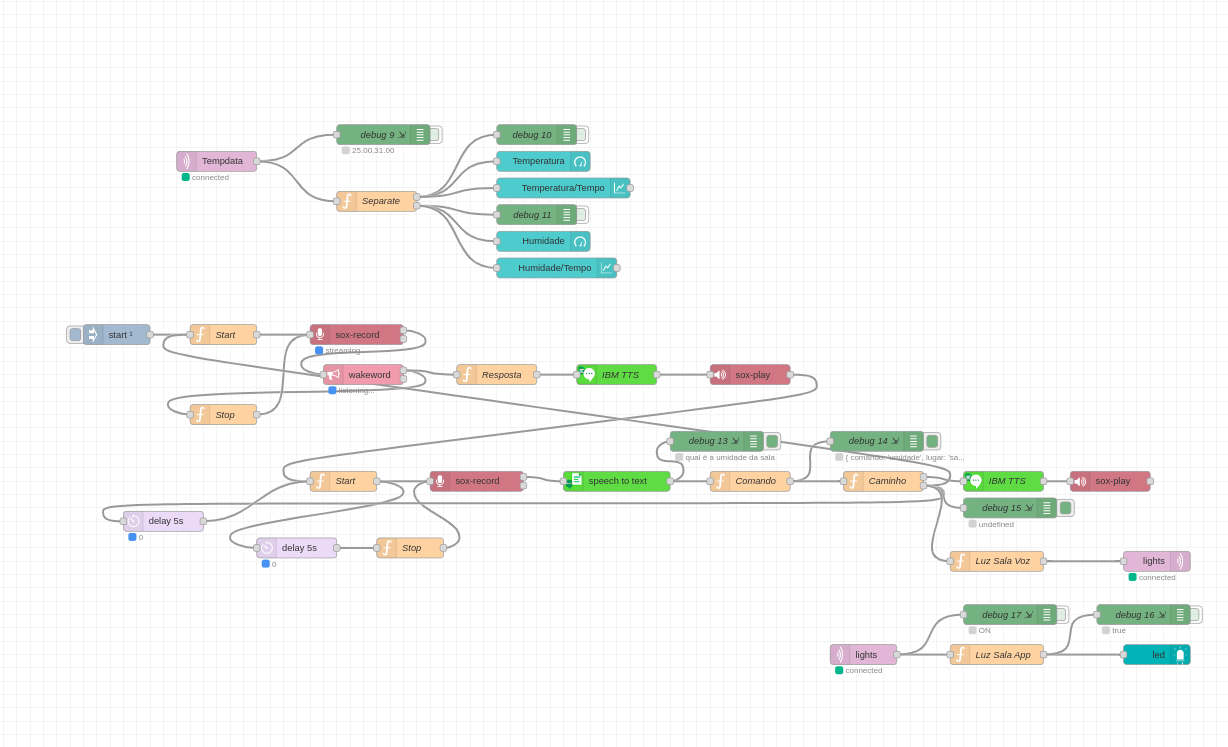 debug 9 ⇲
25.00,31.00
Tempdata
connected
Separate
debug 10
Temperatura
Temperatura/Tempo
debug 11
Humidade
Humidade/Tempo
start ¹
Start
sox-record
streaming
wakeword
listening...
Resposta
IBM TTS
sox-play
Stop
debug 13 ⇲
qual é a umidade da sala
debug 14 ⇲
{ comando: 'umidade', lugar: 'sa...
Start
sox-record
speech to text
Comando
Caminho
IBM TTS
sox-play
debug 15 ⇲
undefined
delay 5s
0
delay 5s
0
Stop
Luz Sala Voz
lights
connected
debug 17 ⇲
ON
debug 16 ⇲
true
lights
connected
Luz Sala App
led